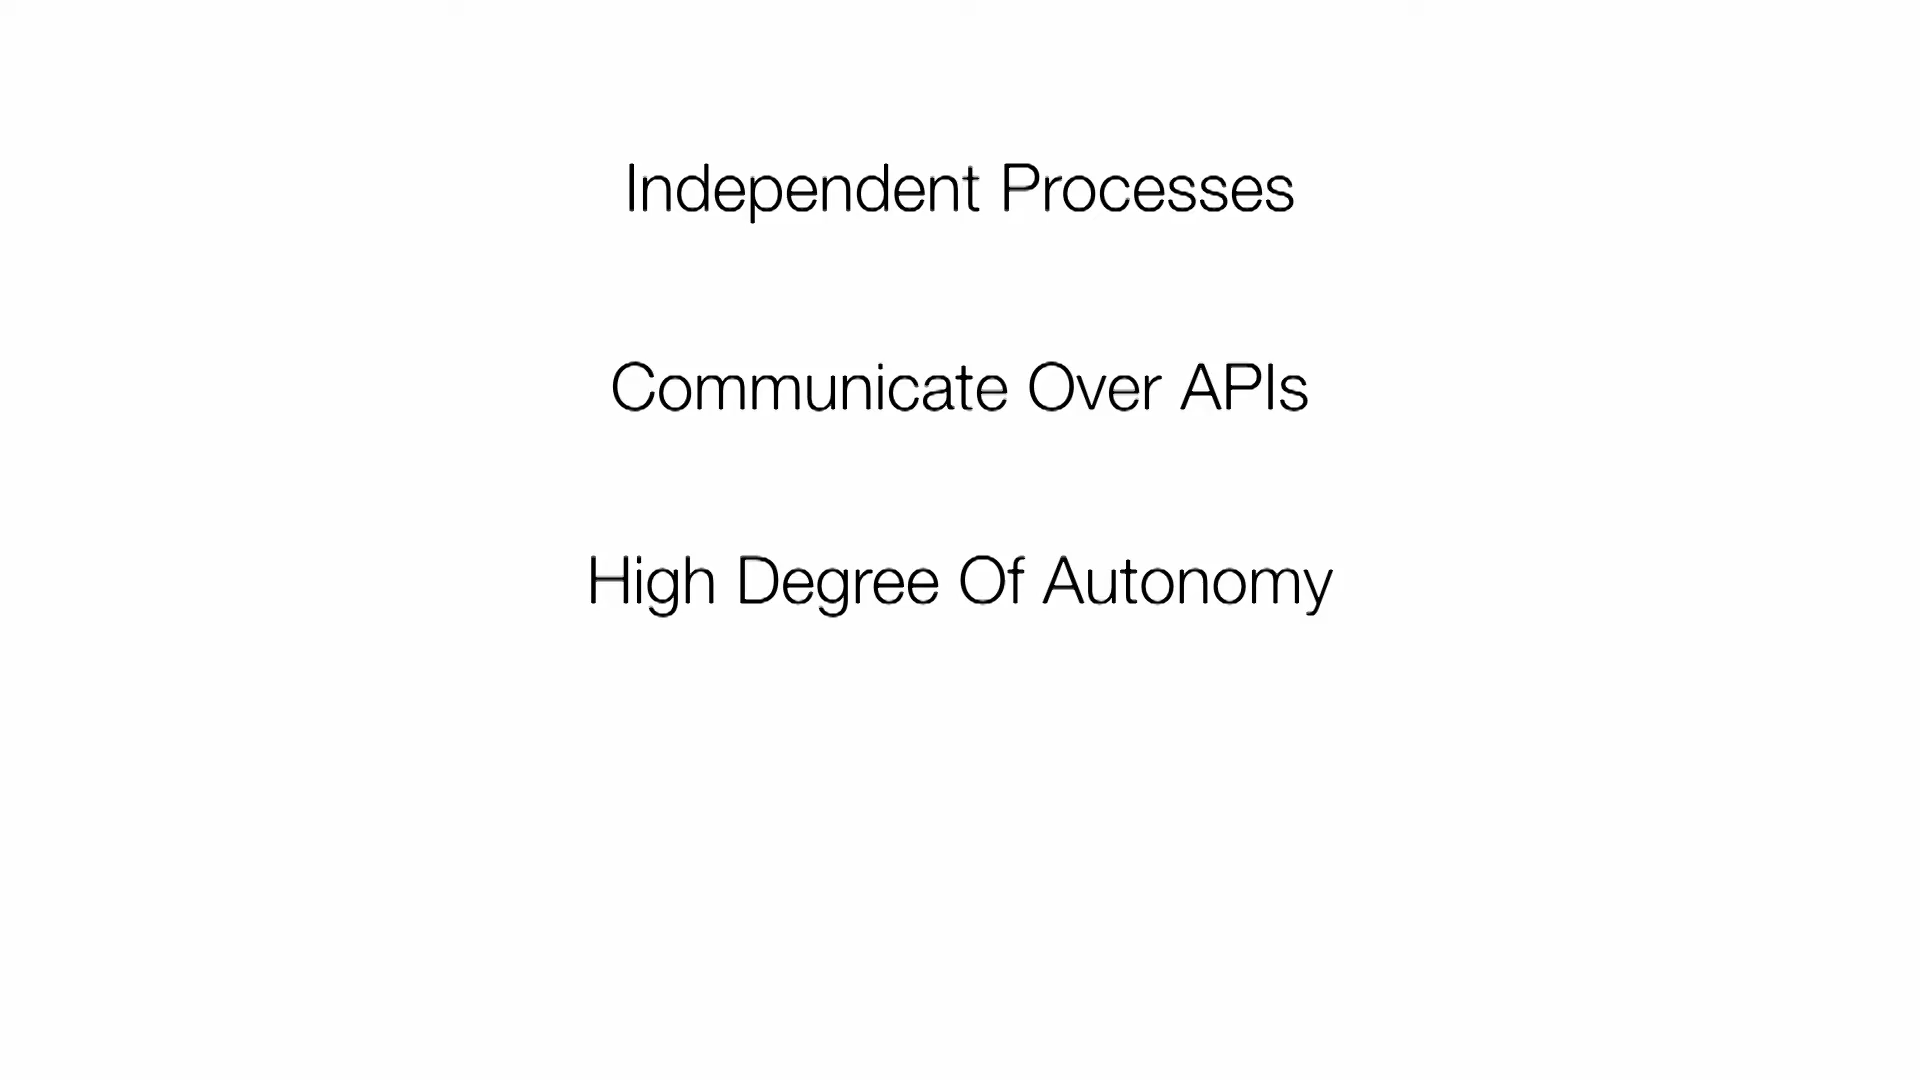 Independent Processes
Communicate Over APIs
High Degree Of Autonomy